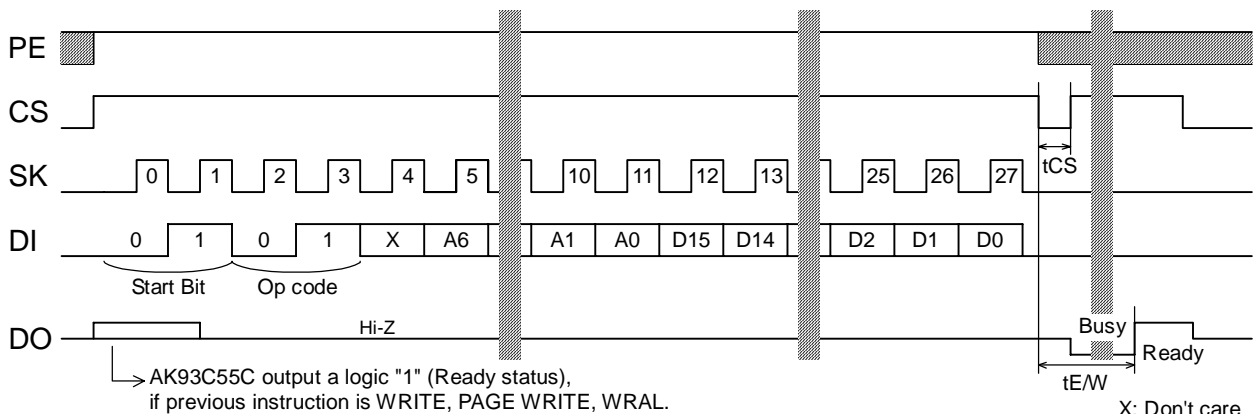 PE
CS
tCS
SK 0 1 2 3 4 5 10 11 12 13 25 26 27
DI 0 1 0 1 X A6 A1 A0 D15 D14 D2 D1 D0
Start Bit Op code
DO Hi-Z Busy Ready
tE/W
AK93C55C output a logic "1" (Ready status),
if previous instruction is WRITE, PAGE WRITE, WRAL.
X: Don't care